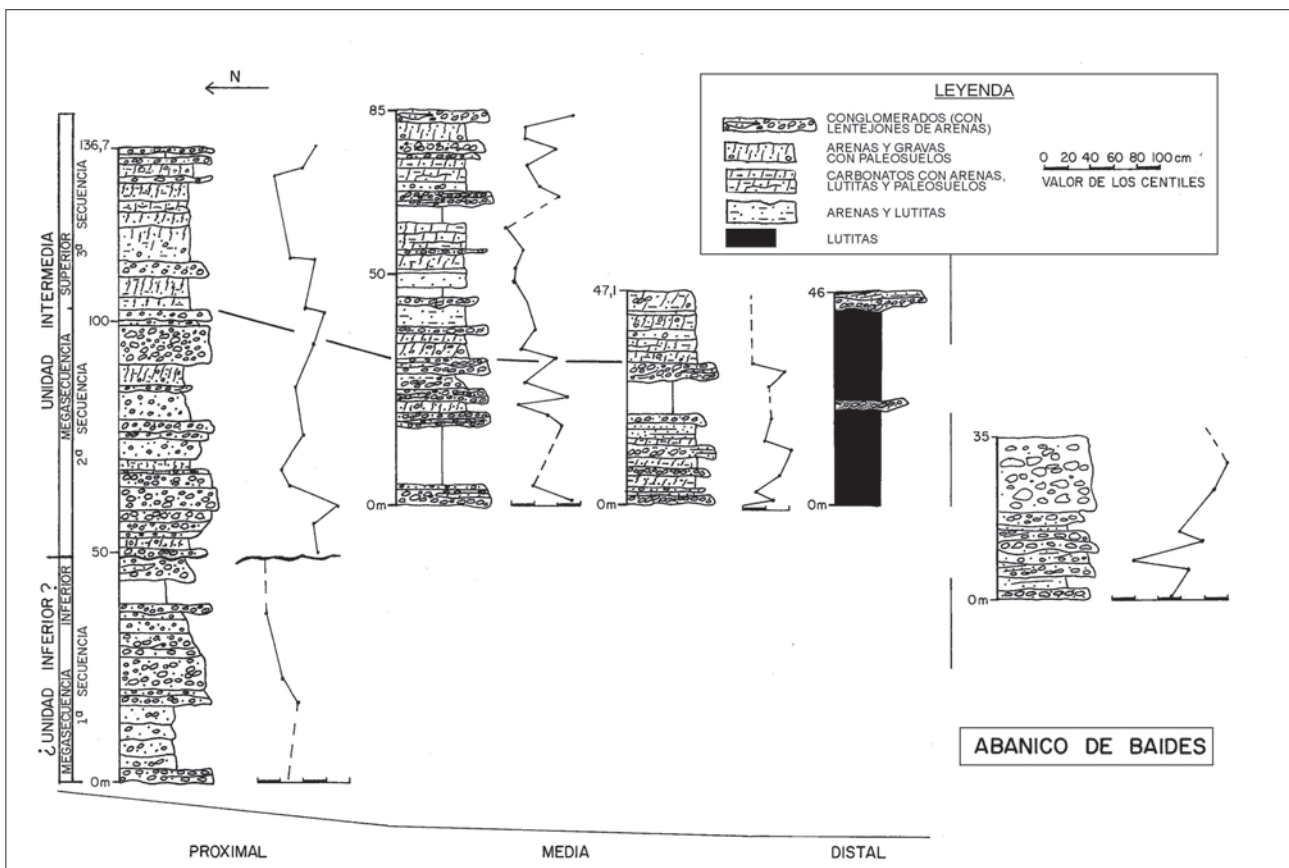 N
LEYENDA
CONGLOMERADOS (CON
LENTEJONES DE ARENAS)
ARENAS Y GRAVAS
CON PALEOSUELOS
CARBONATOS CON ARENAS,
LUTITAS Y PALEOSUELOS
ARENAS Y LUTITAS
LUTITAS
0 20 40 60 80 100 cm
VALOR DE LOS CENTILES
UNIDAD INTERMEDIA
MEGASECUENCIA SUPERIOR
3ª SECUENCIA
2ª SECUENCIA
¿UNIDAD INFERIOR?
MEGASECUENCIA INFERIOR
1ª SECUENCIA
136,7
100
50
0m
85
50
0m
47,1
0m
46
0m
35
0m
ABANICO DE BAIDES
PROXIMAL
MEDIA
DISTAL